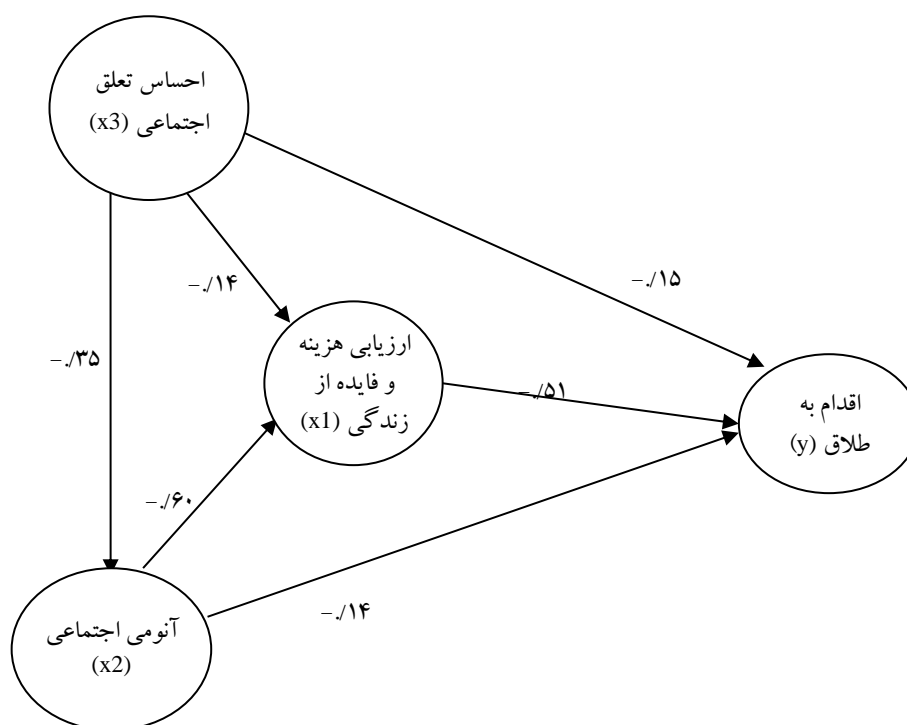 احساس تعلق
اجتماعی (x3)
–./۱۴
–./۱۵
–./۳۵
ارزیابی هزینه
و فایده از
زندگی (x1)
–./۵۱
اقدام به
طلاق (y)
–./۶۰
–./۱۴
آنومی اجتماعی
(x2)